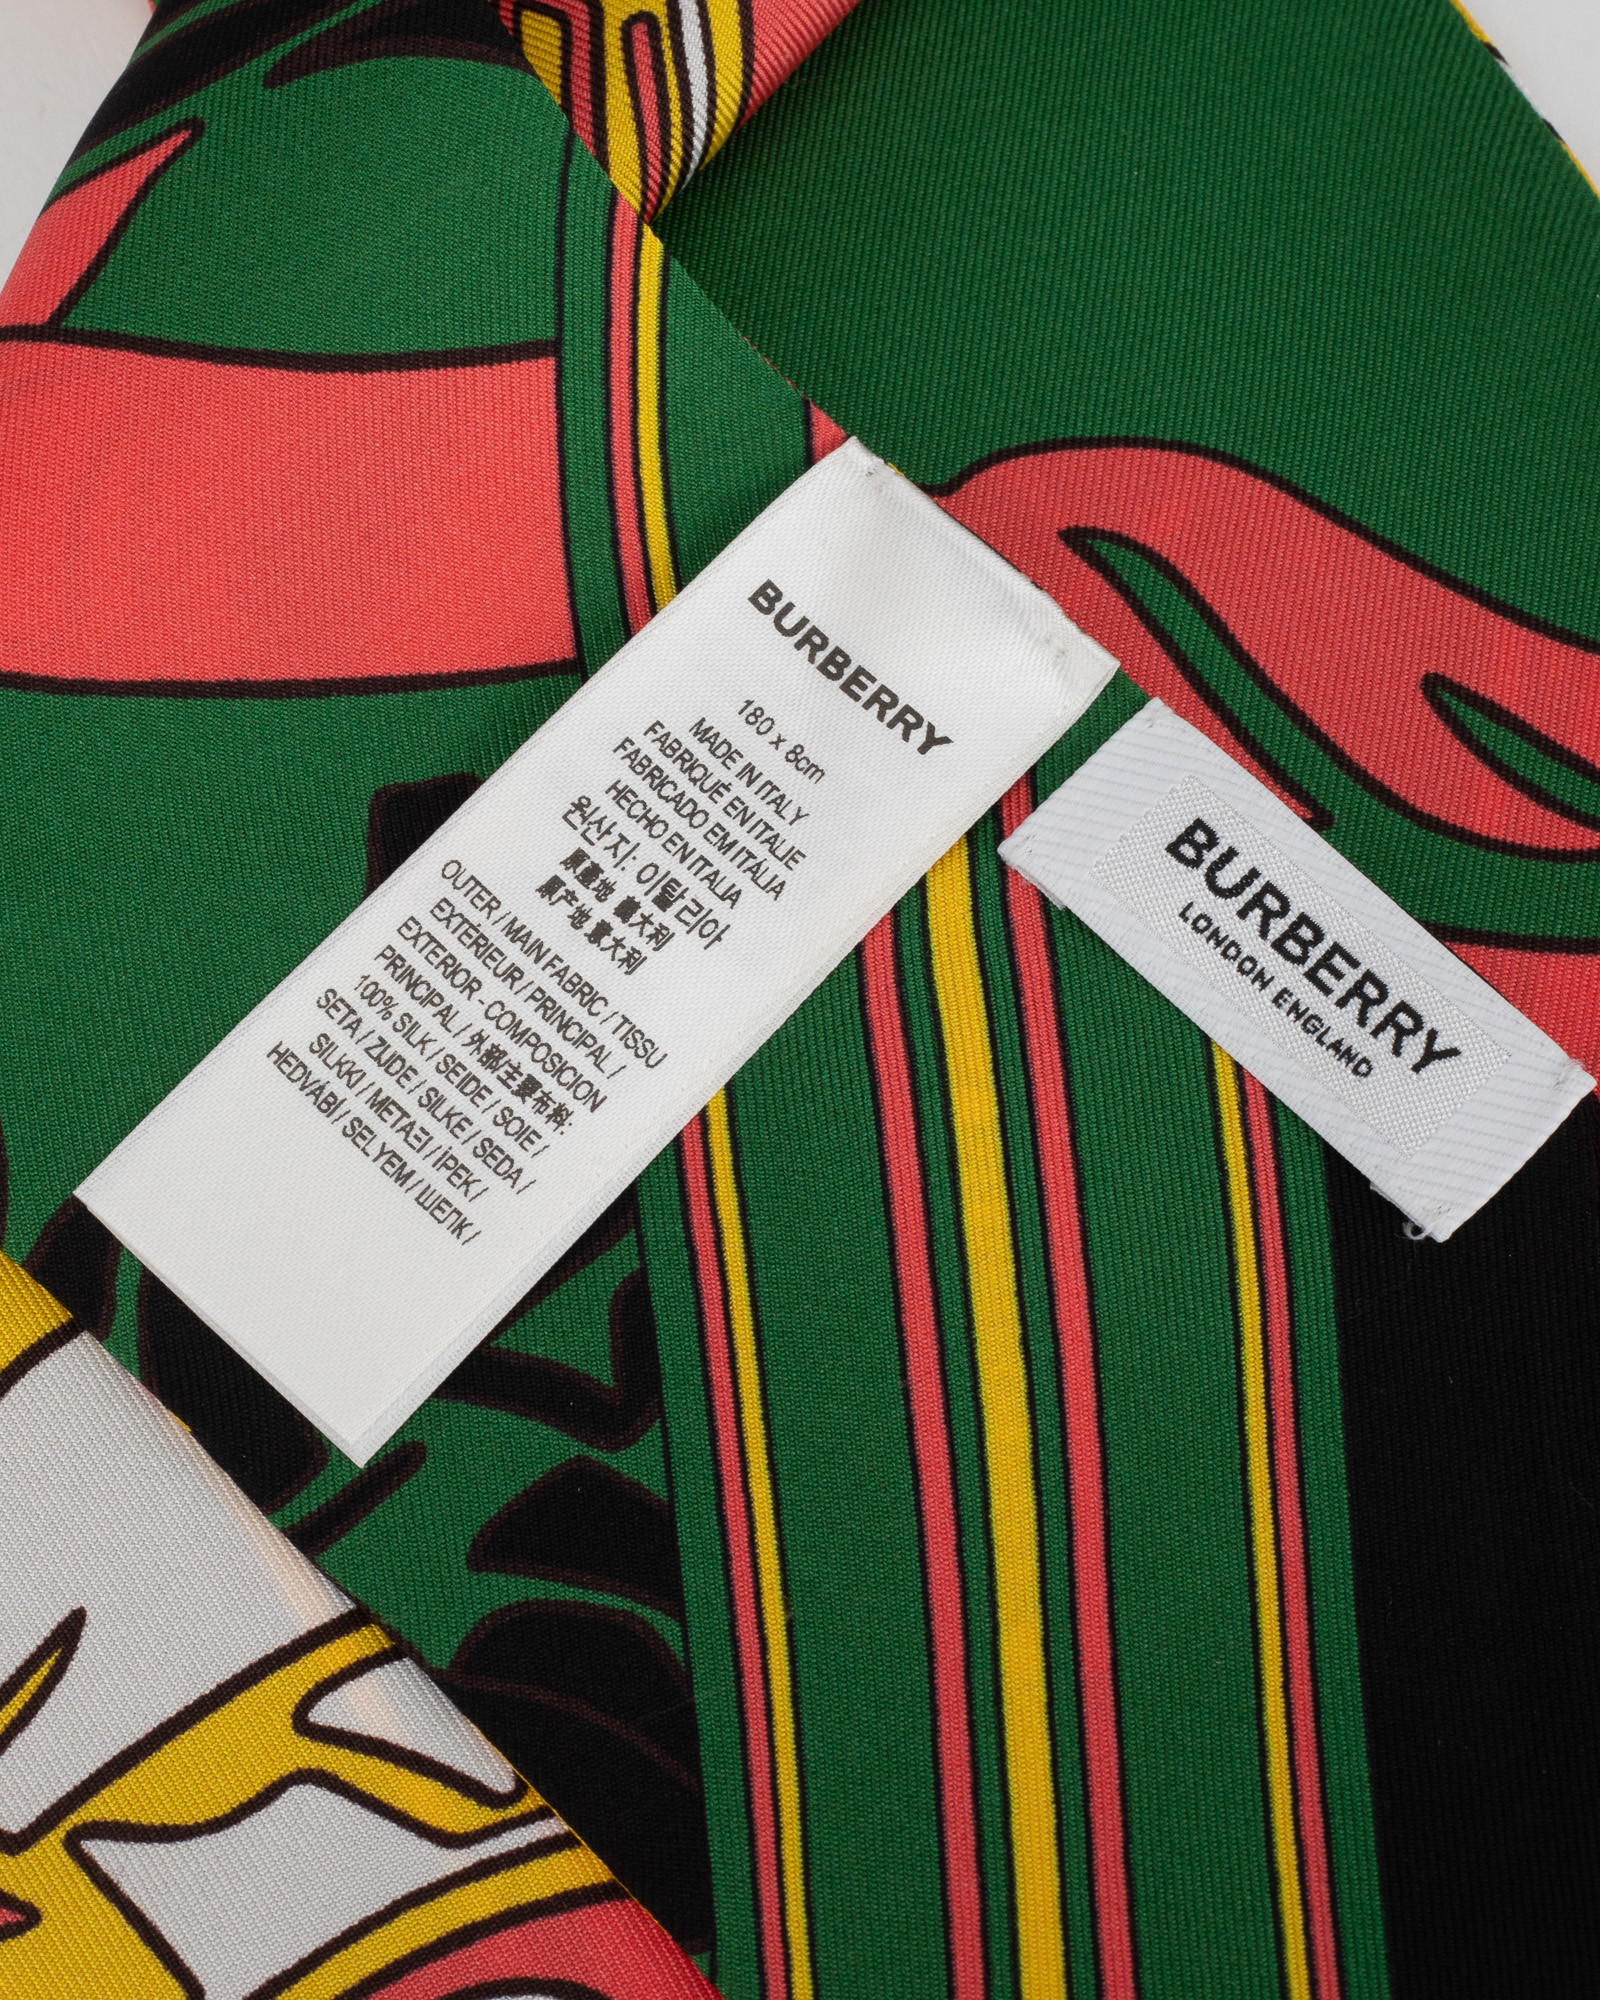 BURBERRY
180 x 8cm
MADE IN ITALY
FABRIQUÉ EN ITALIE
FABRICADO EM ITÁLIA
HECHO EN ITALIA
원산지: 이탈리아
原產地 義大利
原产地 意大利
OUTER / MAIN FABRIC / TISSU
EXTÉRIEUR / PRINCIPAL /
EXTERIOR - COMPOSICION
PRINCIPAL / 外部主要布料:
100% SILK / SEIDE / SOIE /
SETA / ZIJDE / SILKE / SEDA /
SILKKI / ΜΕΤΑΞΙ / İPEK /
HEDVÁBÍ / SELYEM / ШЕЛК /
BURBERRY
LONDON ENGLAND